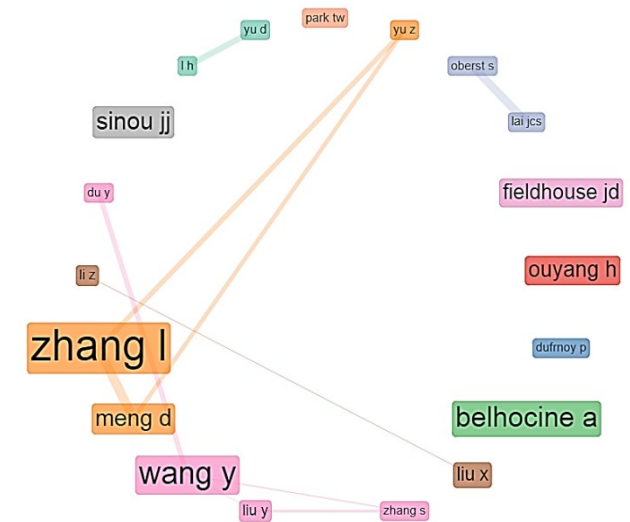 park tw
yu d
yu z
l h
oberst s
sinou jj
lai jcs
du y
fieldhouse jd
li z
ouyang h
zhang l
dufrnoy p
meng d
belhocine a
wang y
liu x
liu y
zhang s